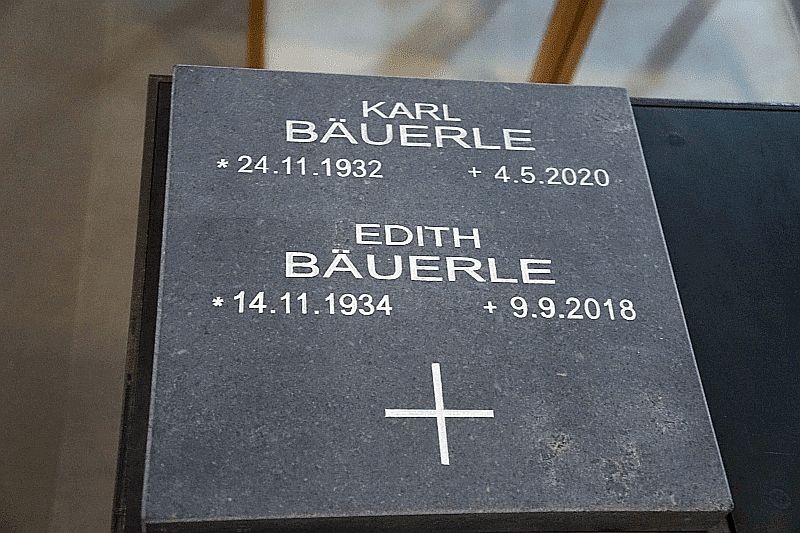 KARL
BÄUERLE
* 24.11.1932 + 4.5.2020
EDITH
BÄUERLE
* 14.11.1934 + 9.9.2018